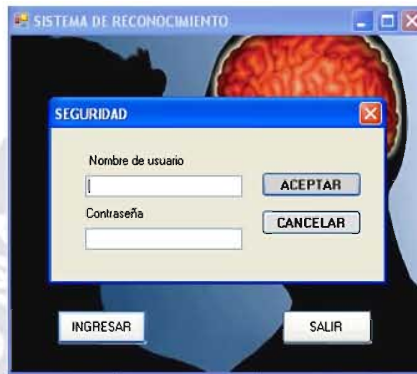 SISTEMA DE RECONOCIMIENTO
SEGURIDAD
Nombre de usuario
ACEPTAR
Contraseña
CANCELAR
INGRESAR
SALIR